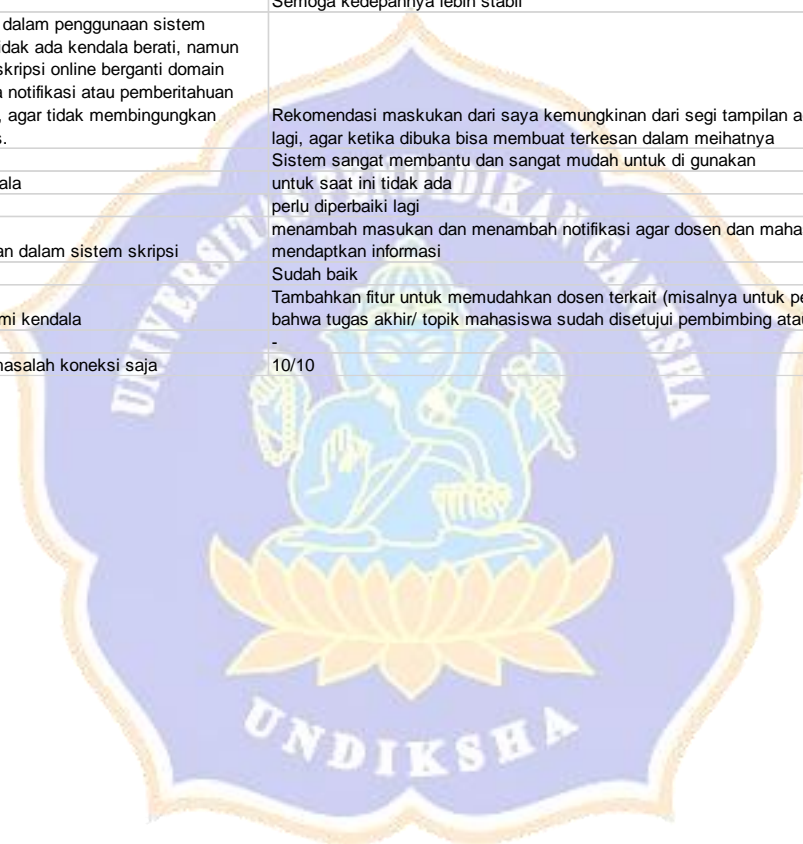 Semoga kedepannya lebih stabil
dalam penggunaan sistem
tidak ada kendala berati, namun
skripsi online berganti domain
notifikasi atau pemberitahuan
, agar tidak membingungkan
Rekomendasi maskukan dari saya kemungkinan dari segi tampilan
lagi, agar ketika dibuka bisa membuat terkesan dalam meihatnya
Sistem sangat membantu dan sangat mudah untuk di gunakan
untuk saat ini tidak ada
perlu diperbaiki lagi
menambah masukan dan menambah notifikasi agar dosen dan maha
dalam sistem skripsi
mendaptkan informasi
Sudah baik
Tambahkan fitur untuk memudahkan dosen terkait (misalnya untuk pe
mi kendala
bahwa tugas akhir/ topik mahasiswa sudah disetujui pembimbing atau
-
masalah koneksi saja
10/10
UNIVERSITAS PENDIDIKAN GANESHA
UNDIKSHA